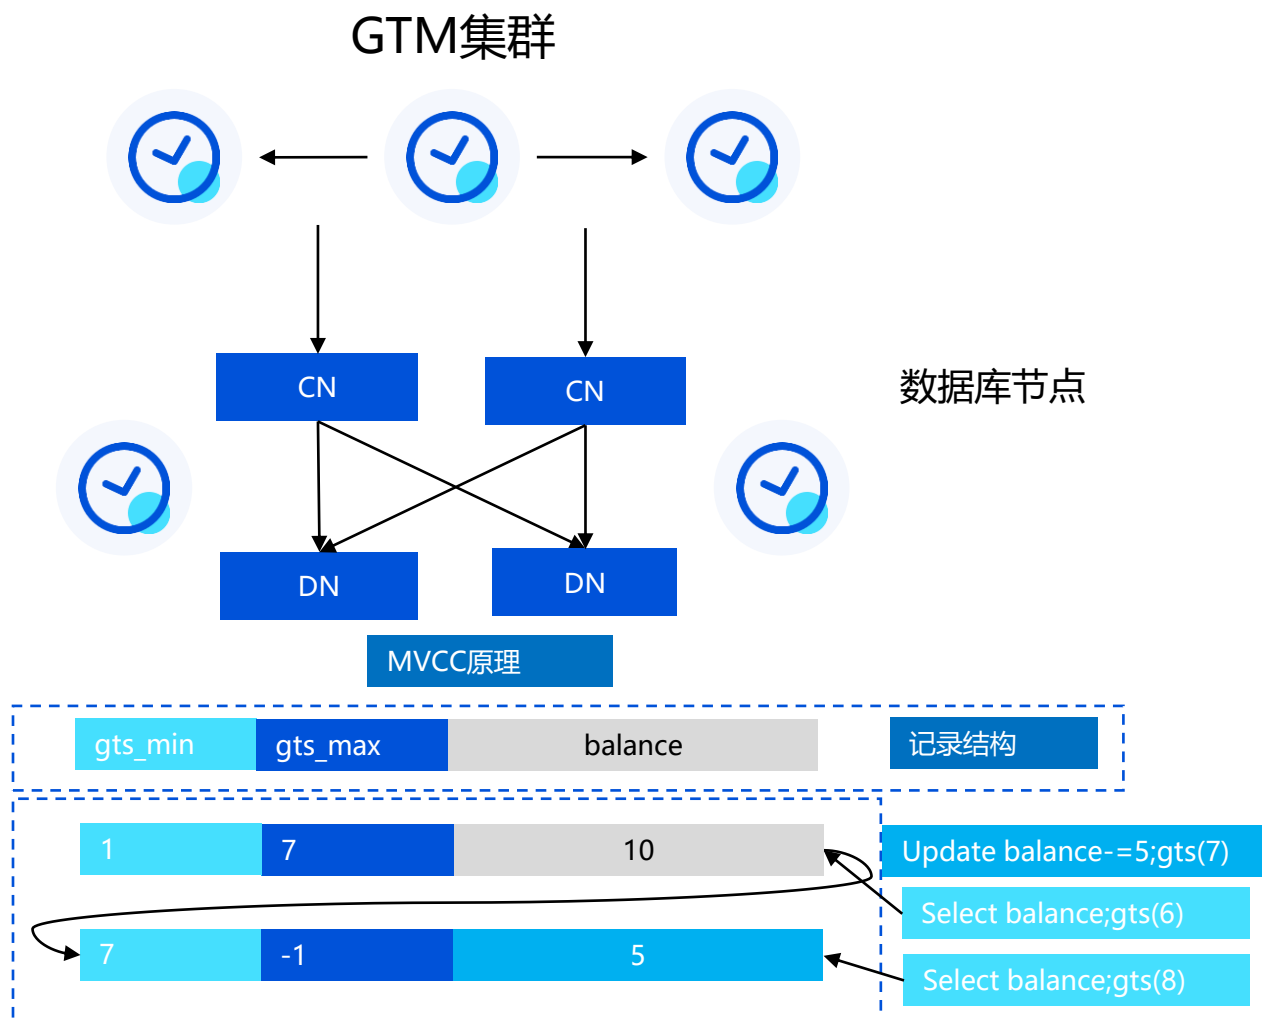 GTM集群
CN
CN
数据库节点
DN
DN
MVCC原理
gts_min
gts_max
balance
记录结构
1
7
10
Update balance-=5;gts(7)
Select balance;gts(6)
7
-1
5
Select balance;gts(8)